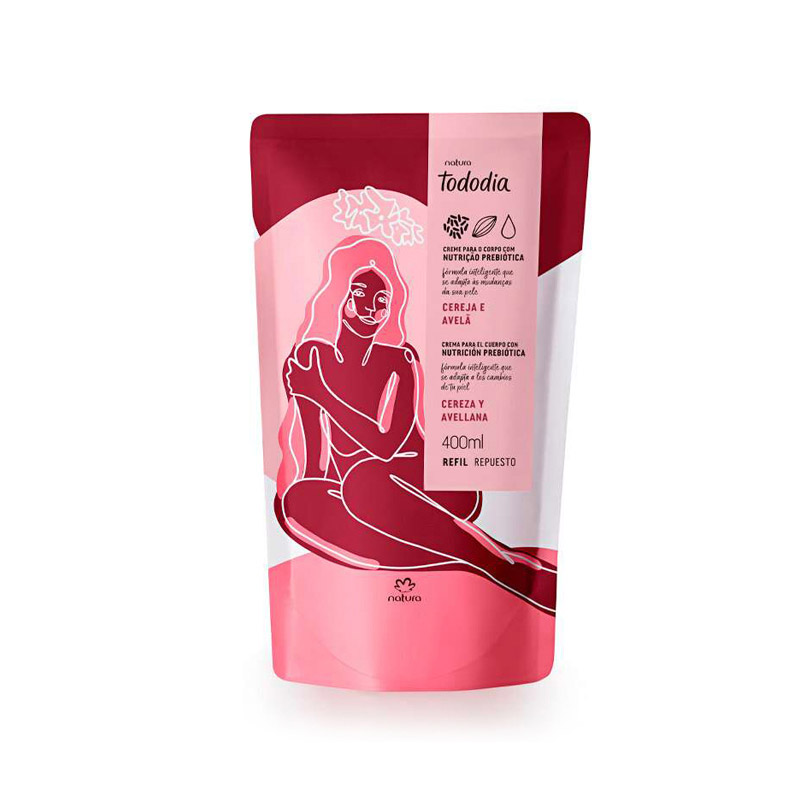 natura
Tododia
CREME PARA O CORPO COM
NUTRIÇÃO PREBIÓTICA
fórmula inteligente que
se adapta às mudanças
da sua pele
CEREJA E
AVELÃ
CREMA PARA EL CUERPO CON
NUTRICIÓN PREBIÓTICA
fórmula inteligente que
se adapta a los cambios
de tu piel
CEREZA Y
AVELLANA
400ml
REFIL REPUESTO
natura